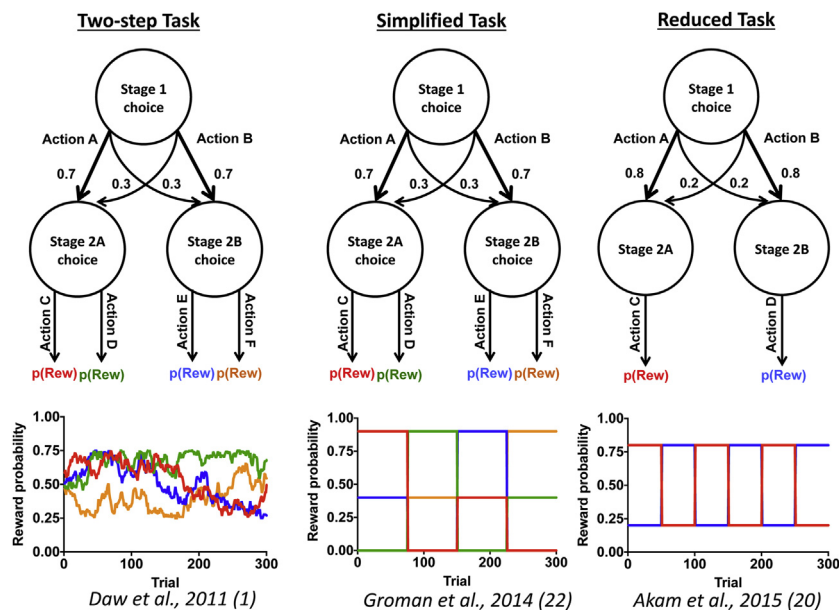 Two-step Task
Stage 1
choice
Action A
Action B
0.7
0.3
0.3
0.7
Stage 2A
choice
Stage 2B
choice
Action C
Action D
Action E
Action F
p(Rew) p(Rew)
p(Rew) p(Rew)
Reward probability
1.00
0.75
0.50
0.25
0.00
0
100
200
300
Trial
Daw et al., 2011 (1)
Simplified Task
Stage 1
choice
Action A
Action B
0.7
0.3
0.3
0.7
Stage 2A
choice
Stage 2B
choice
Action C
Action D
Action E
Action F
p(Rew) p(Rew)
p(Rew) p(Rew)
Reward probability
1.00
0.75
0.50
0.25
0.00
0
100
200
300
Trial
Groman et al., 2014 (22)
Reduced Task
Stage 1
choice
Action A
Action B
0.8
0.2
0.2
0.8
Stage 2A
Stage 2B
Action C
Action D
p(Rew)
p(Rew)
Reward probability
1.00
0.75
0.50
0.25
0.00
0
100
200
300
Trial
Akam et al., 2015 (20)